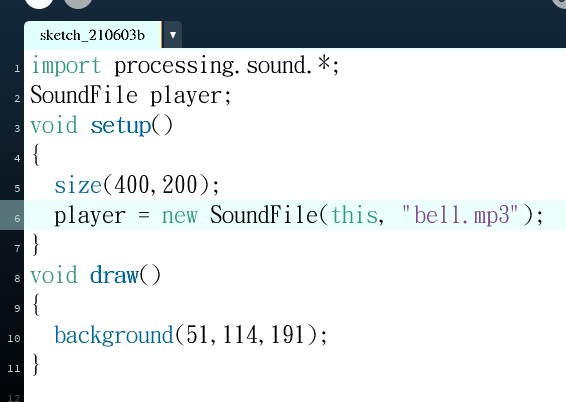 sketch_210603b ▼
1 import processing.sound.*;
2 SoundFile player;
3 void setup()
4 {
5   size(400,200);
6   player = new SoundFile(this, "bell.mp3");
7 }
8 void draw()
9 {
10   background(51,114,191);
11 }
12